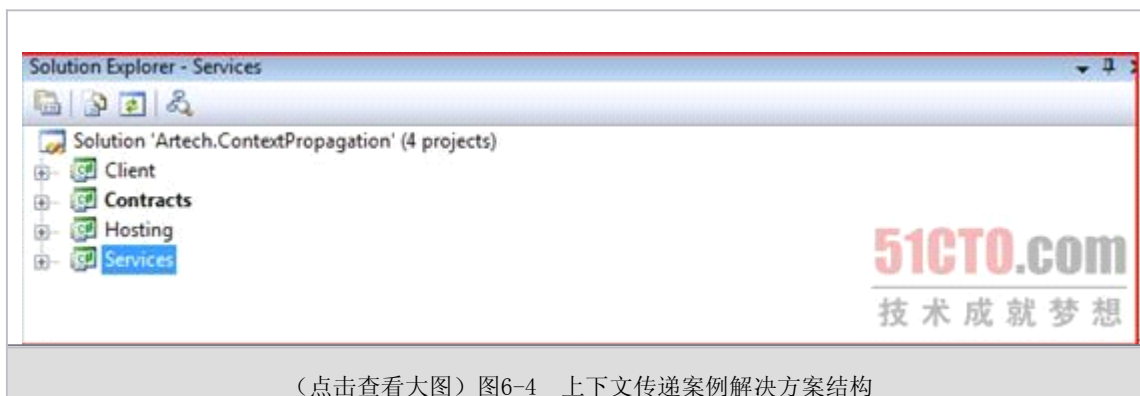 Solution Explorer - Services
Solution 'Artech.ContextPropagation' (4 projects)
Client
Contracts
Hosting
Services
51CTO.com
技术成就梦想
（点击查看大图）图6-4 上下文传递案例解决方案结构